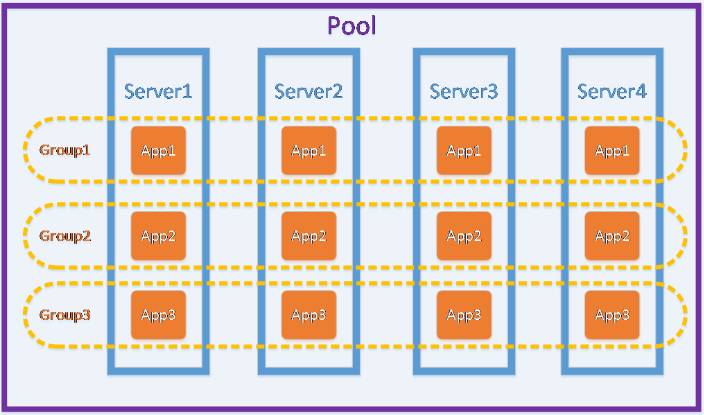 Pool
Server1 Server2 Server3 Server4
Group1 App1 App1 App1 App1
Group2 App2 App2 App2 App2
Group3 App3 App3 App3 App3